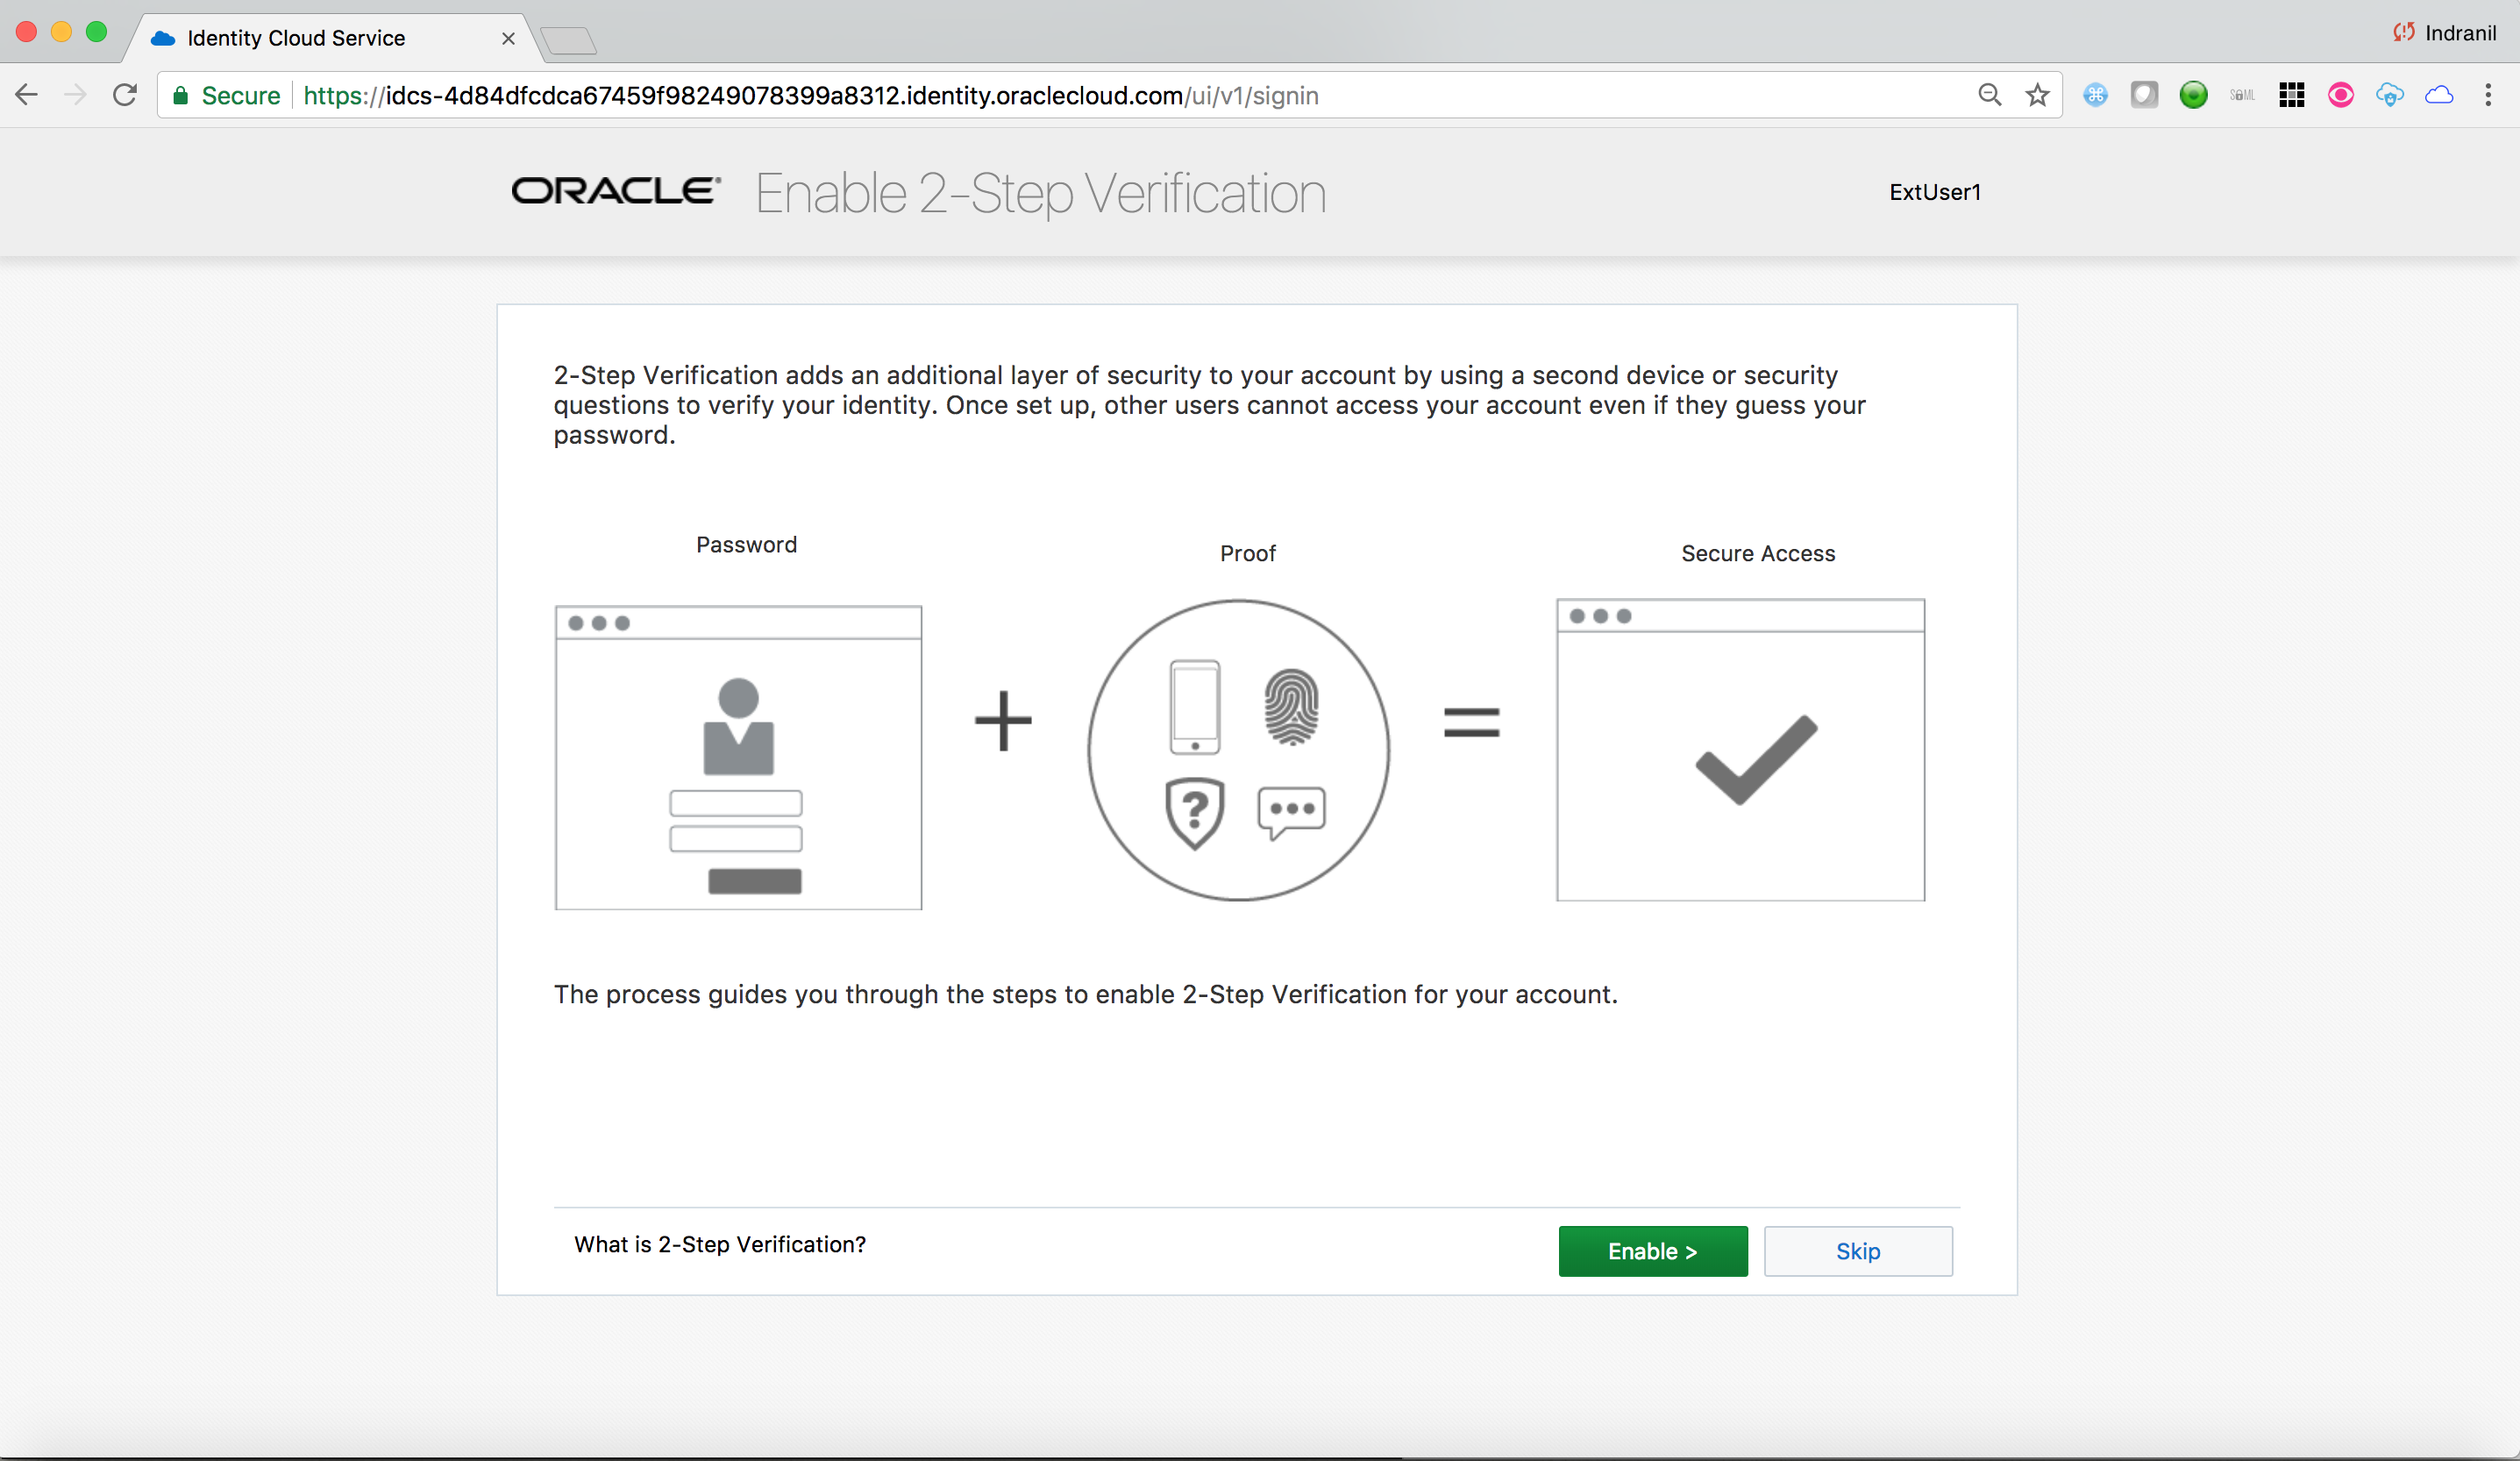 Identity Cloud Service
Indranil
Secure https://idcs-4d84dfcdca67459f98249078399a8312.identity.oraclecloud.com/ui/v1/signin
SAML
ORACLE® Enable 2-Step Verification
ExtUser1
2-Step Verification adds an additional layer of security to your account by using a second device or security
questions to verify your identity. Once set up, other users cannot access your account even if they guess your
password.
Password
Proof
Secure Access
The process guides you through the steps to enable 2-Step Verification for your account.
What is 2-Step Verification?
Enable >
Skip